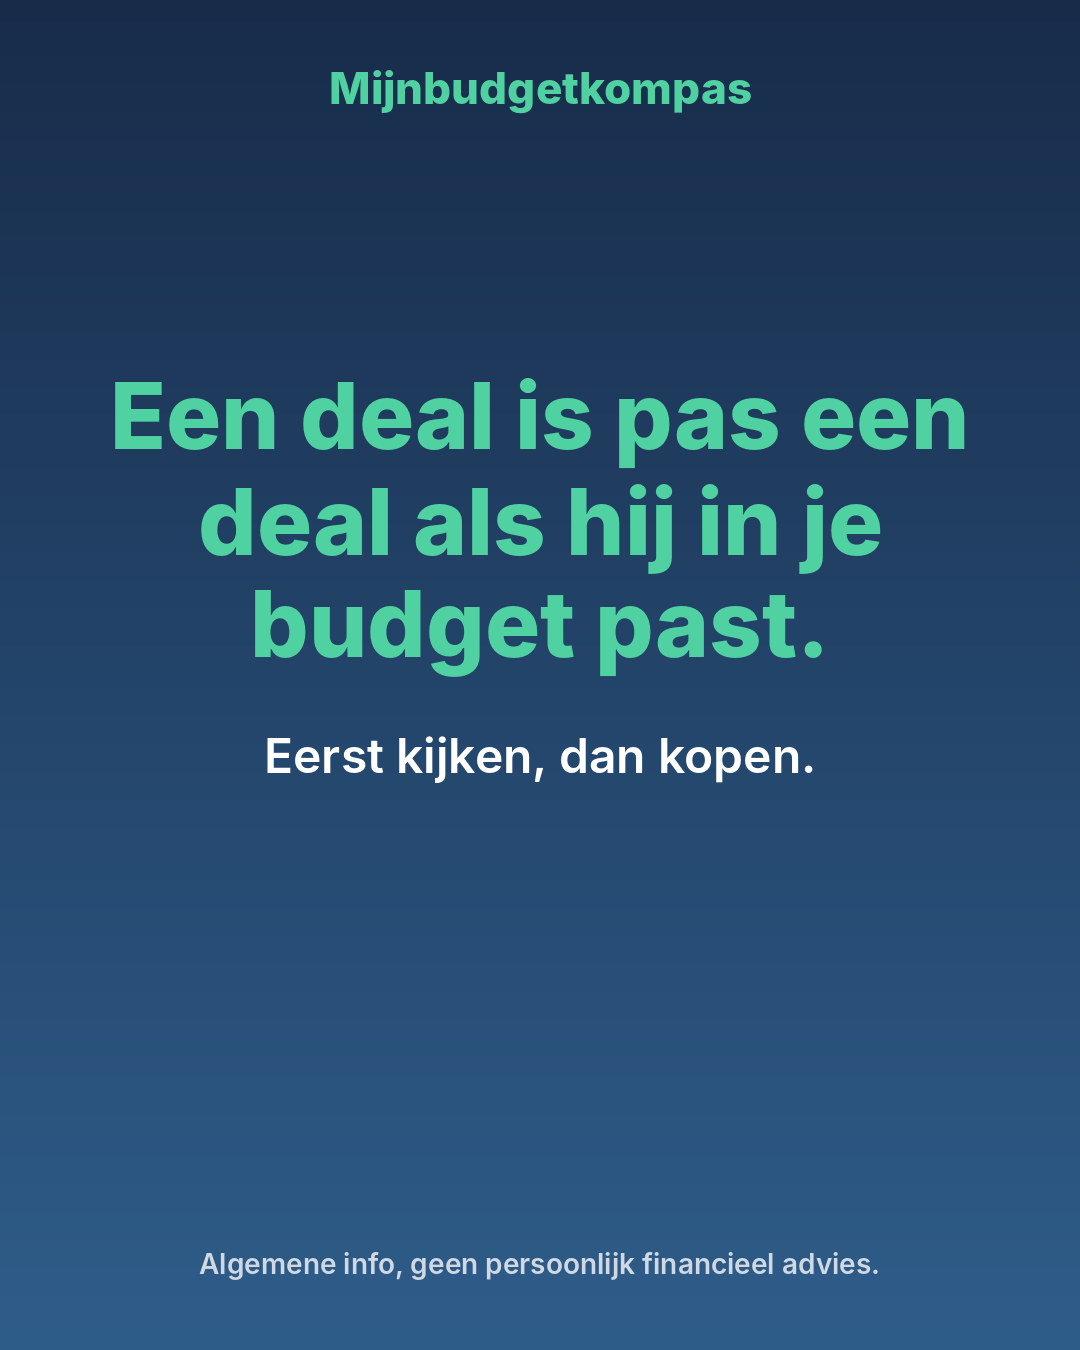 Mijnbudgetkompas
Een deal is pas een
deal als hij in je
budget past.
Eerst kijken, dan kopen.
Algemene info, geen persoonlijk financieel advies.